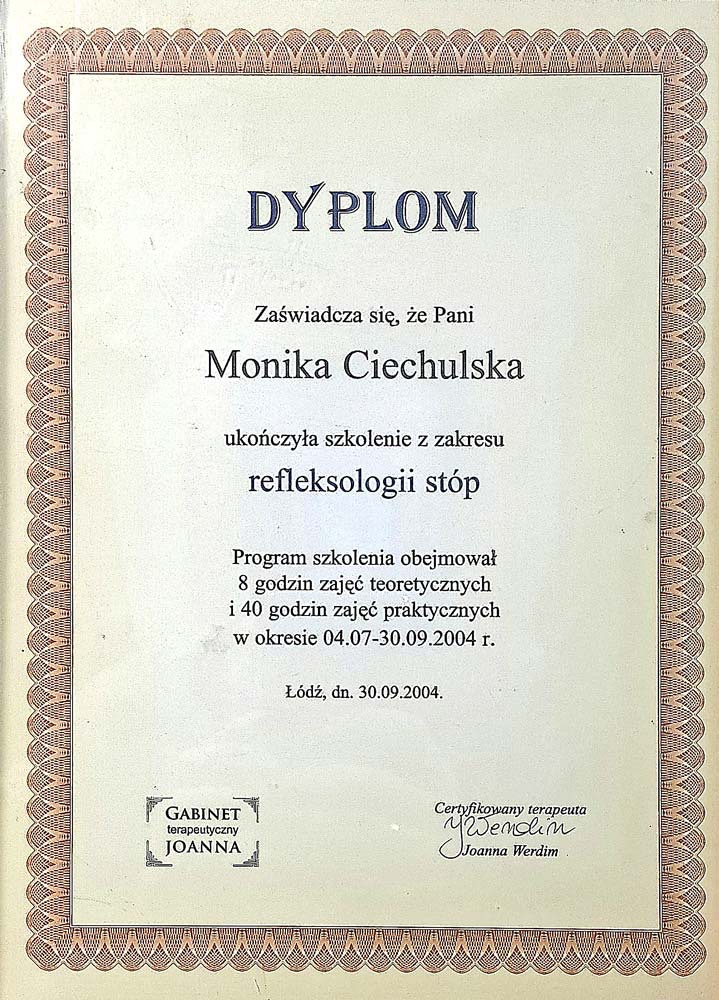 DYPLOM
Zaświadcza się, że Pani
Monika Ciechulska
ukończyła szkolenie z zakresu
refleksologii stóp
Program szkolenia obejmował
8 godzin zajęć teoretycznych
i 40 godzin zajęć praktycznych
w okresie 04.07-30.09.2004 r.
Łódź, dn. 30.09.2004.
GABINET
terapeutyczny
JOANNA
Certyfikowany terapeuta
JWerdim
Joanna Werdim